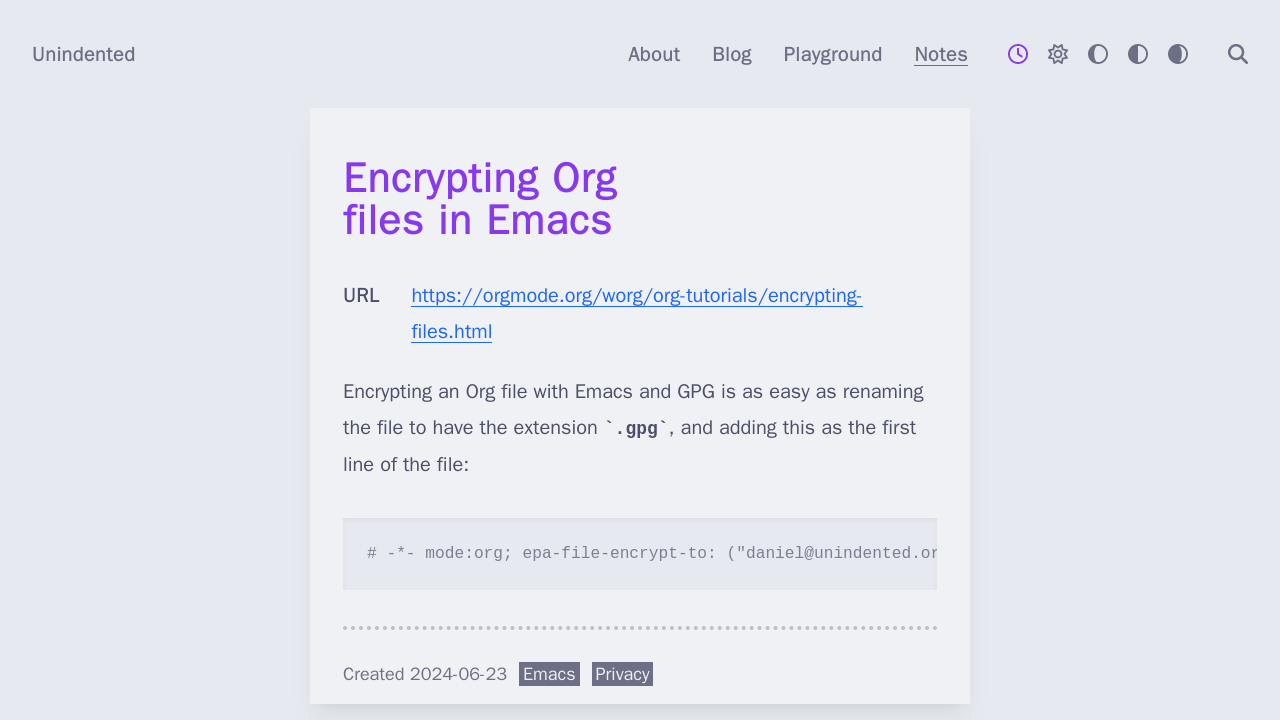 Unindented
About Blog Playground Notes
Encrypting Org
files in Emacs
URL https://orgmode.org/worg/org-tutorials/encrypting-
files.html
Encrypting an Org file with Emacs and GPG is as easy as renaming
the file to have the extension `.gpg`, and adding this as the first
line of the file:
# -*- mode:org; epa-file-encrypt-to: ("daniel@unindented.or
Created 2024-06-23 Emacs Privacy